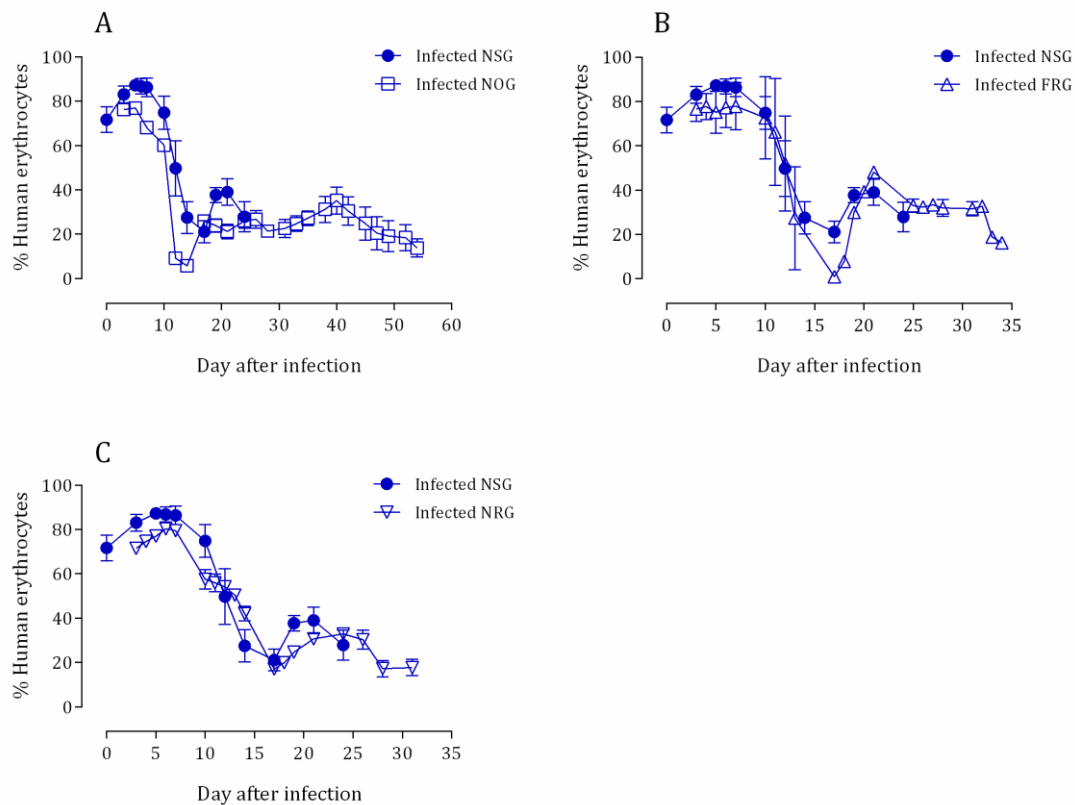 A
Infected NSG
Infected NOG
% Human erythrocytes
100
80
60
40
20
0
0 10 20 30 40 50 60
Day after infection
B
Infected NSG
Infected FRG
% Human erythrocytes
100
80
60
40
20
0
0 5 10 15 20 25 30 35
Day after infection
C
Infected NSG
Infected NRG
% Human erythrocytes
100
80
60
40
20
0
0 5 10 15 20 25 30 35
Day after infection